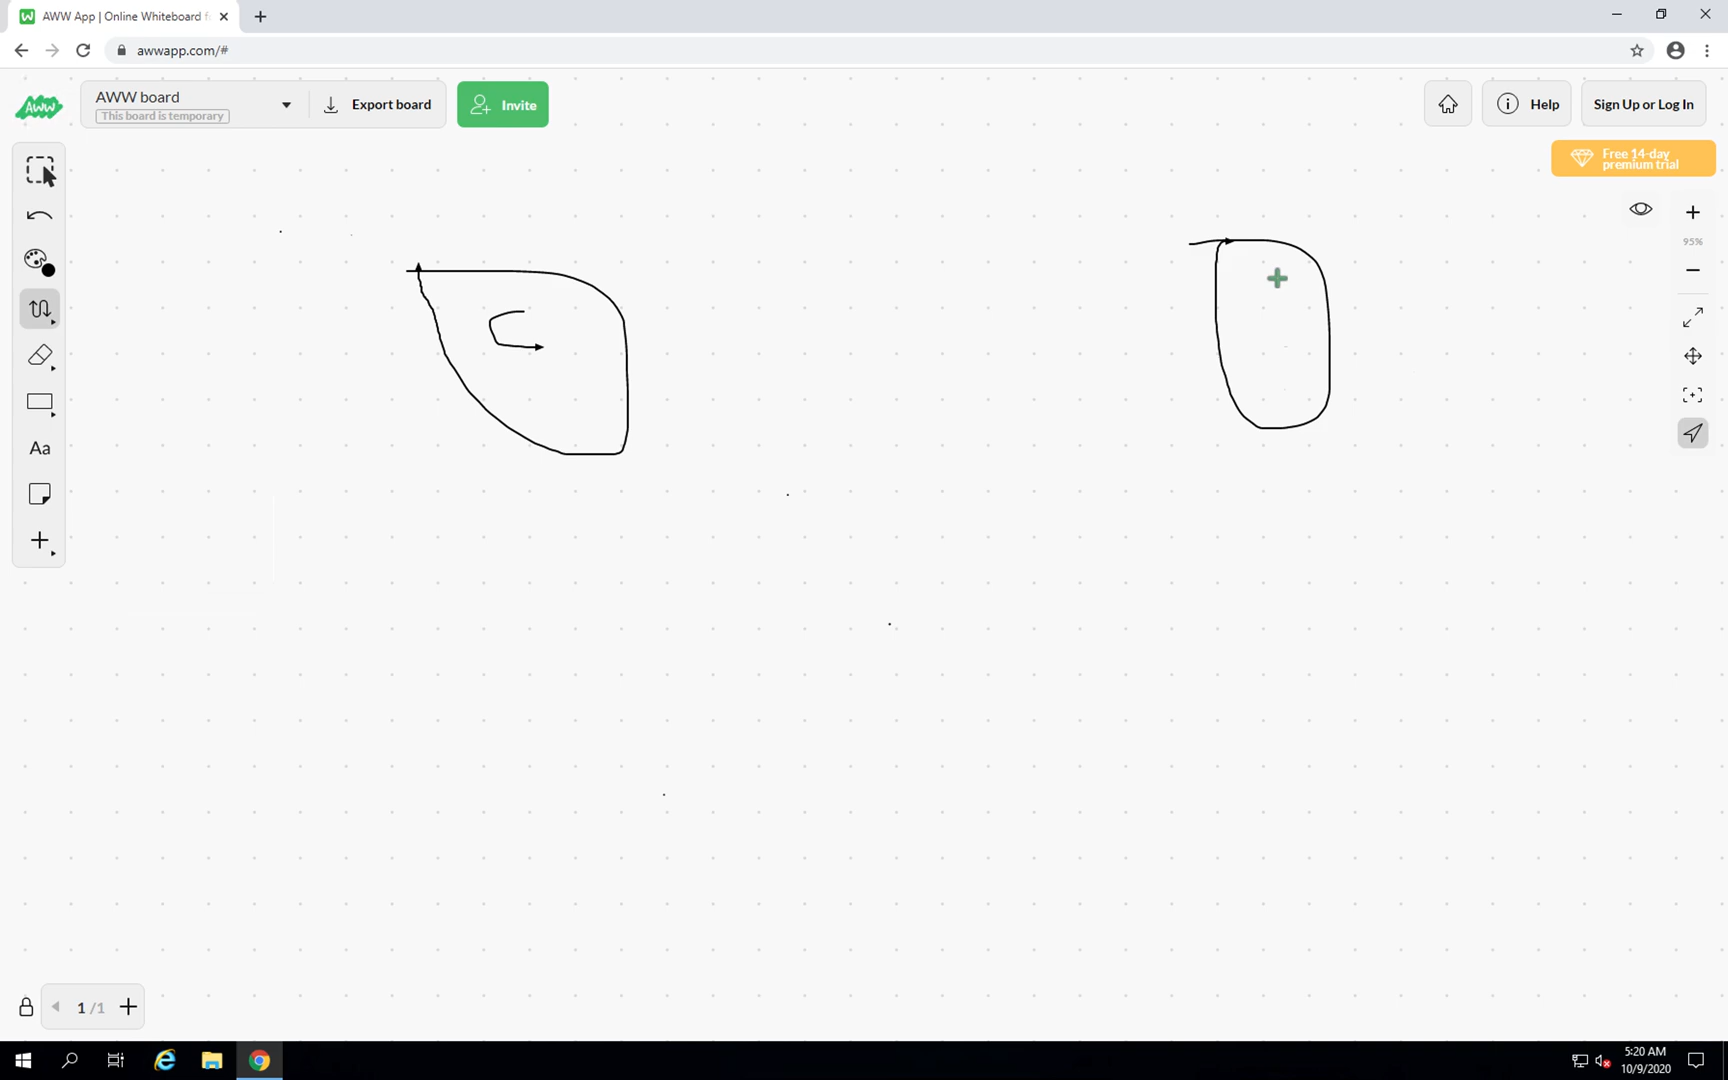 AWW App | Online Whiteboard f
awwapp.com/#
AWW
AWW board
This board is temporary
Export board
Invite
Help
Sign Up or Log In
Free 14-day
premium trial
95%
Aa
1 /1
5:20 AM
10/9/2020